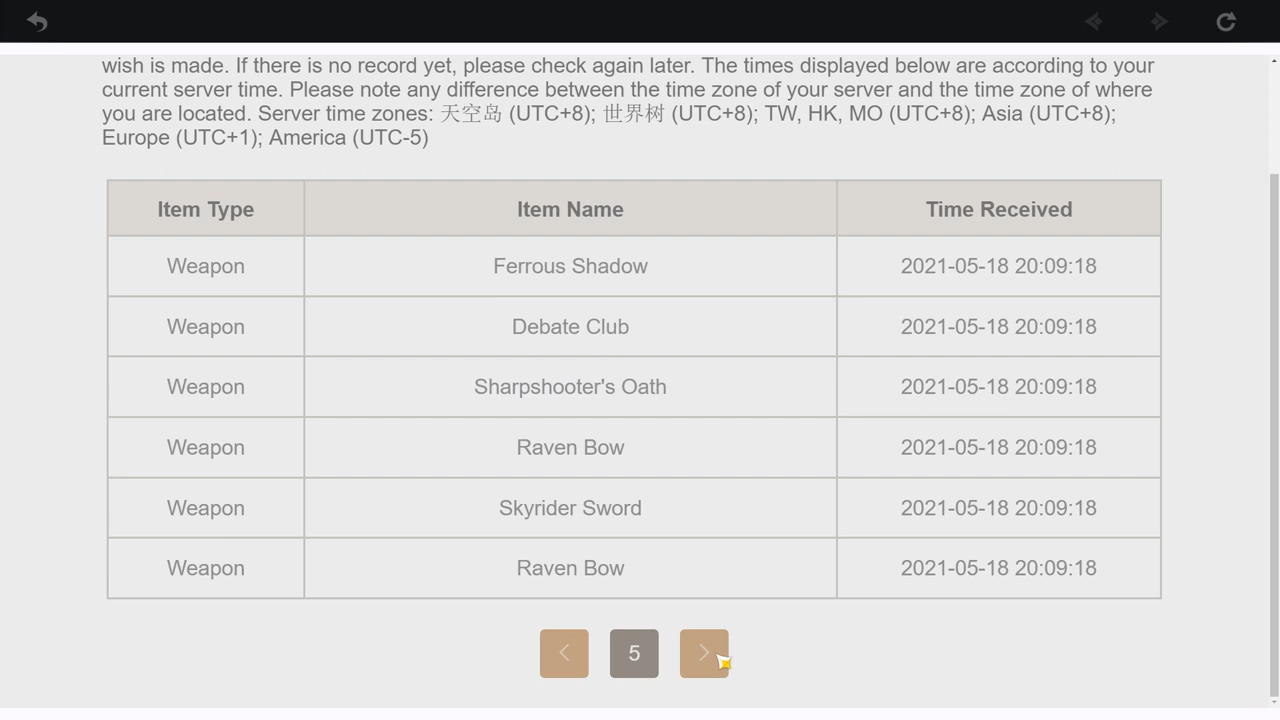 wish is made. If there is no record yet, please check again later. The times displayed below are according to your
current server time. Please note any difference between the time zone of your server and the time zone of where
you are located. Server time zones: 天空岛 (UTC+8); 世界树 (UTC+8); TW, HK, MO (UTC+8); Asia (UTC+8);
Europe (UTC+1); America (UTC-5)
Item Type Item Name Time Received
Weapon Ferrous Shadow 2021-05-18 20:09:18
Weapon Debate Club 2021-05-18 20:09:18
Weapon Sharpshooter's Oath 2021-05-18 20:09:18
Weapon Raven Bow 2021-05-18 20:09:18
Weapon Skyrider Sword 2021-05-18 20:09:18
Weapon Raven Bow 2021-05-18 20:09:18
5